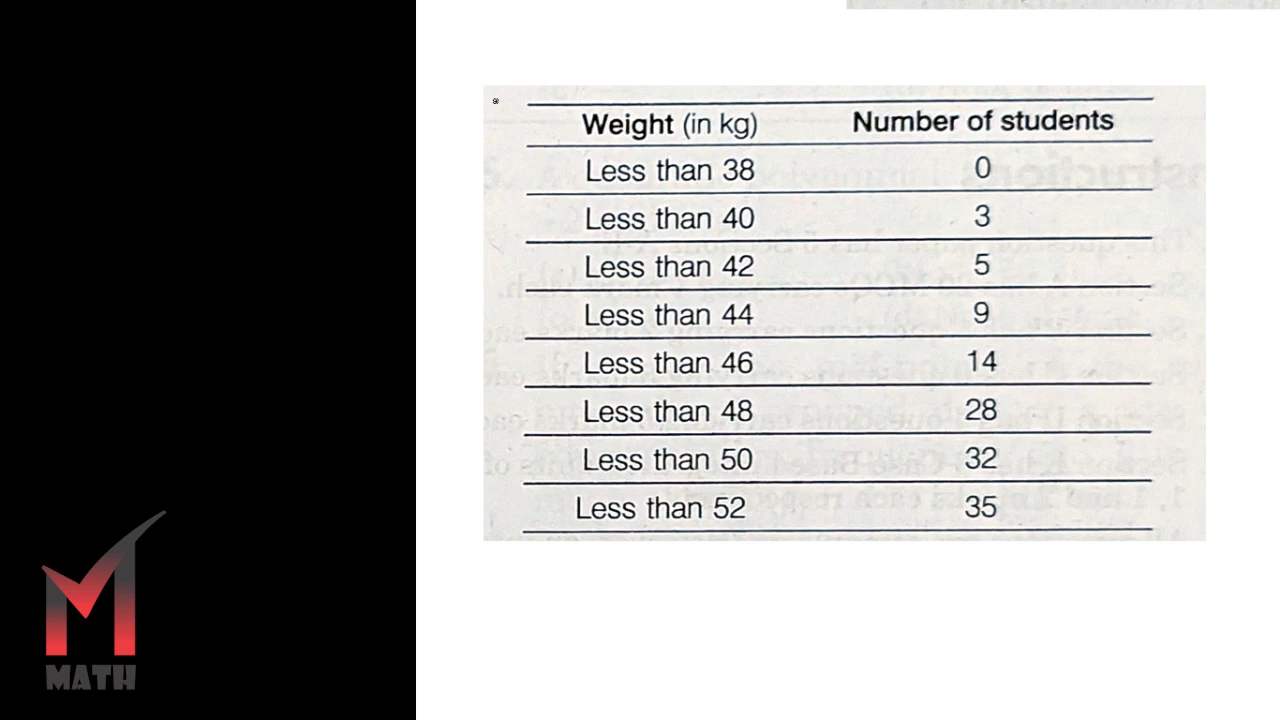 Weight (in kg) Number of students
Less than 38 0
Less than 40 3
Less than 42 5
Less than 44 9
Less than 46 14
Less than 48 28
Less than 50 32
Less than 52 35
MATH